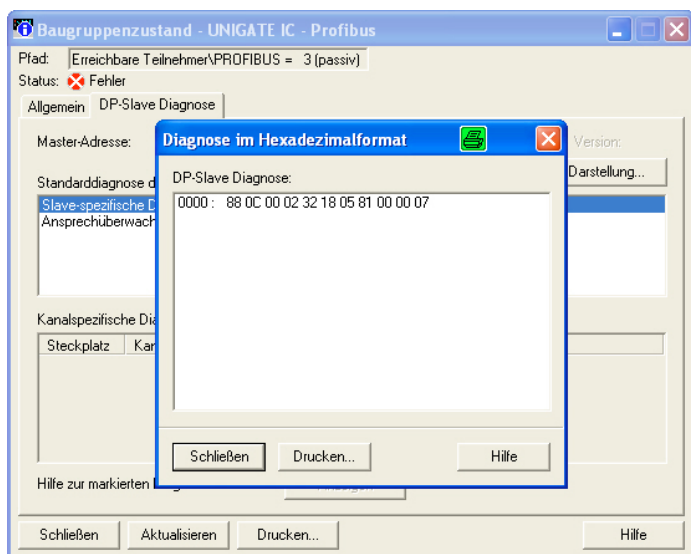 Baugruppenzustand - UNIGATE IC - Profibus
Pfad: Erreichbare Teilnehmer\PROFIBUS = 3 (passiv)
Status: Fehler
Allgemein DP-Slave Diagnose
Master-Adresse: Version:
Diagnose im Hexadezimalformat
Standarddiagnose d Darstellung...
DP-Slave Diagnose:
Slave-spezifische D
0000 : 88 0C 00 02 32 18 05 81 00 00 07
Ansprechüberwach
Kanalspezifische Dia
Steckplatz Kar
Schließen Drucken... Hilfe
Hilfe zur markierten
Schließen Aktualisieren Drucken... Hilfe